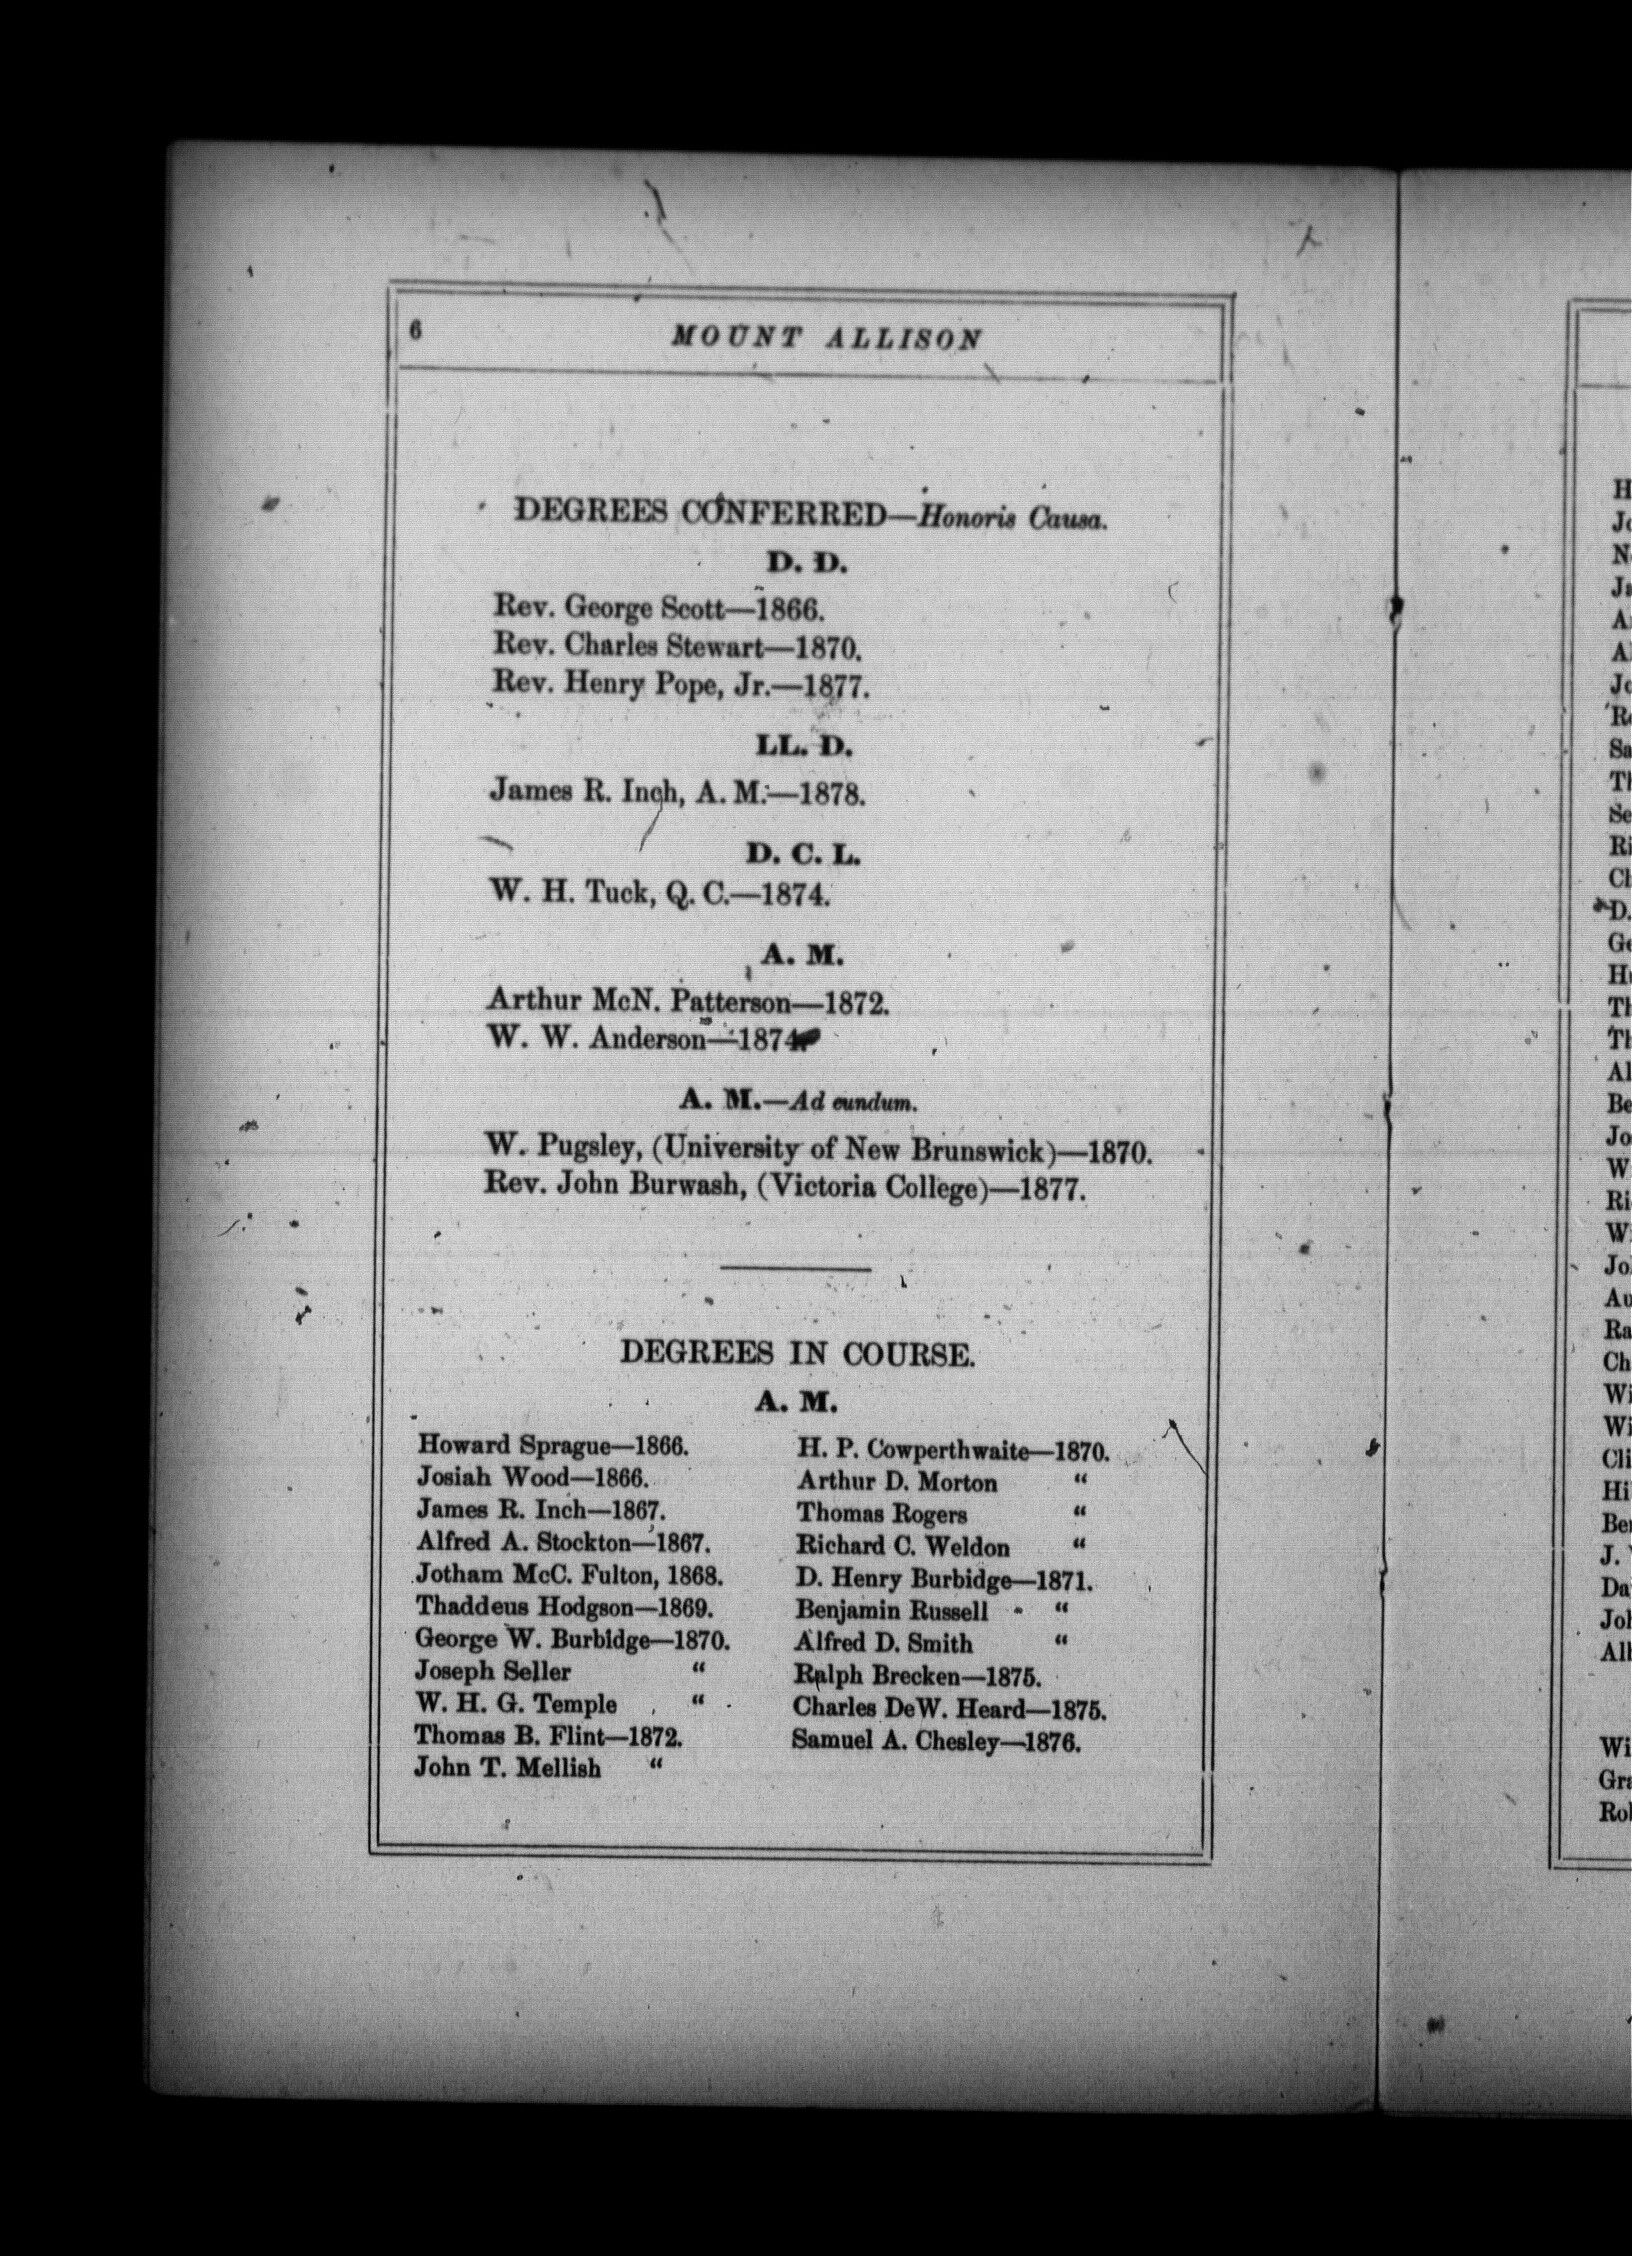 6
MOUNT ALLISON
DEGREES CONFERRED—Honoris Causa.
D. D.
Rev. George Scott—1866.
Rev. Charles Stewart—1870.
Rev. Henry Pope, Jr.—1877.
LL. D.
James R. Inch, A. M.—1878.
D. C. L.
W. H. Tuck, Q. C.—1874.
A. M.
Arthur McN. Patterson—1872.
W. W. Anderson—1874.
A. M.—Ad eundum.
W. Pugsley, (University of New Brunswick)—1870.
Rev. John Burwash, (Victoria College)—1877.
DEGREES IN COURSE.
A. M.
Howard Sprague—1866.
Josiah Wood—1866.
James R. Inch—1867.
Alfred A. Stockton—1867.
Jotham McC. Fulton, 1868.
Thaddeus Hodgson—1869.
George W. Burbidge—1870.
Joseph Seller “
W. H. G. Temple “
Thomas B. Flint—1872.
John T. Mellish “
H. P. Cowperthwaite—1870.
Arthur D. Morton “
Thomas Rogers “
Richard C. Weldon “
D. Henry Burbidge—1871.
Benjamin Russell “
Alfred D. Smith “
Ralph Brecken—1875.
Charles DeW. Heard—1875.
Samuel A. Chesley—1876.